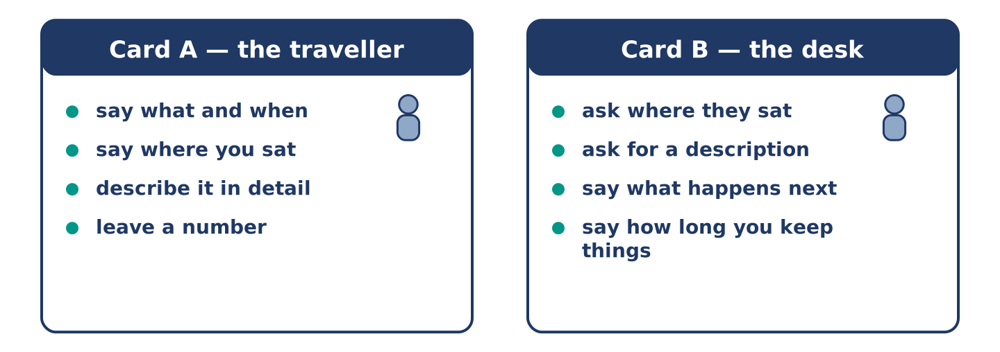 Card A — the traveller
say what and when
say where you sat
describe it in detail
leave a number
Card B — the desk
ask where they sat
ask for a description
say what happens next
say how long you keep
things